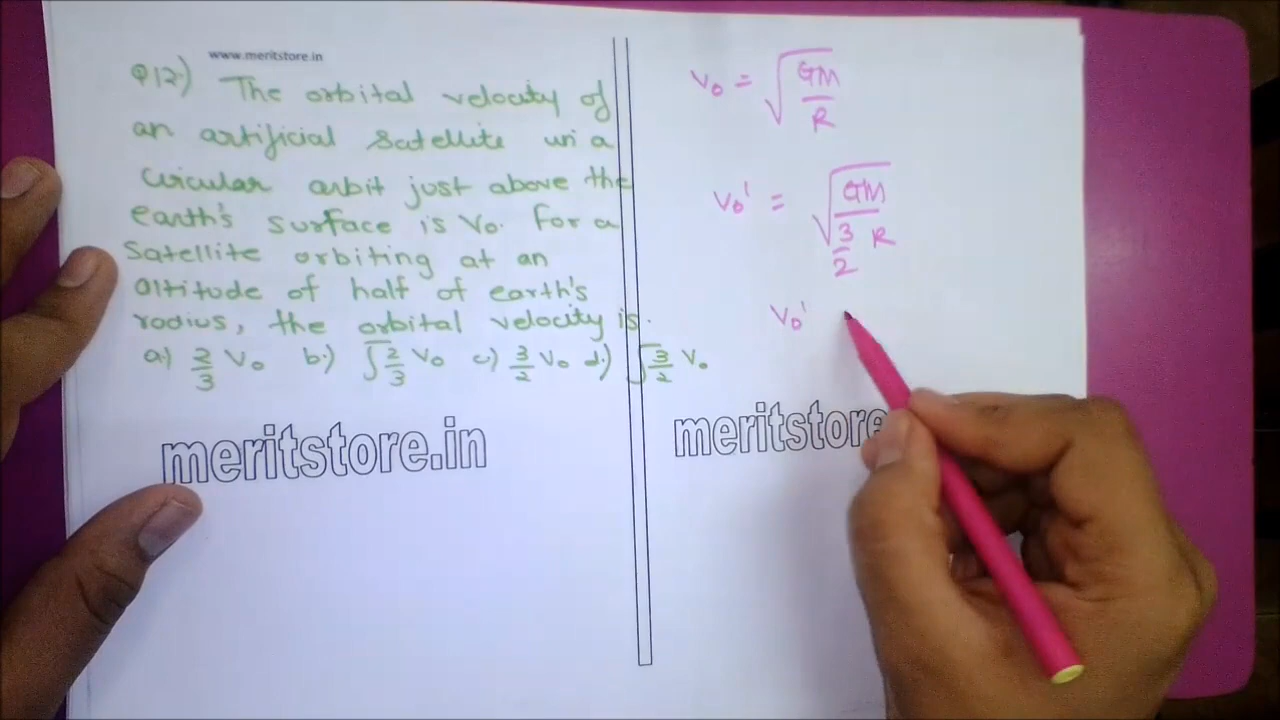 www.meritstore.in
Q12.) The orbital velocity of
an artificial satellite in a
circular orbit just above the
earth's surface is V₀. For a
satellite orbiting at an
altitude of half of earth's
radius, the orbital velocity is.
a.) 2/3 V₀ b.) √2/3 V₀ c.) 3/2 V₀ d.) √3/2 V₀
meritstore.in
V₀ = √GM/R
V₀' = √GM/3/2 R
V₀'
meritstore